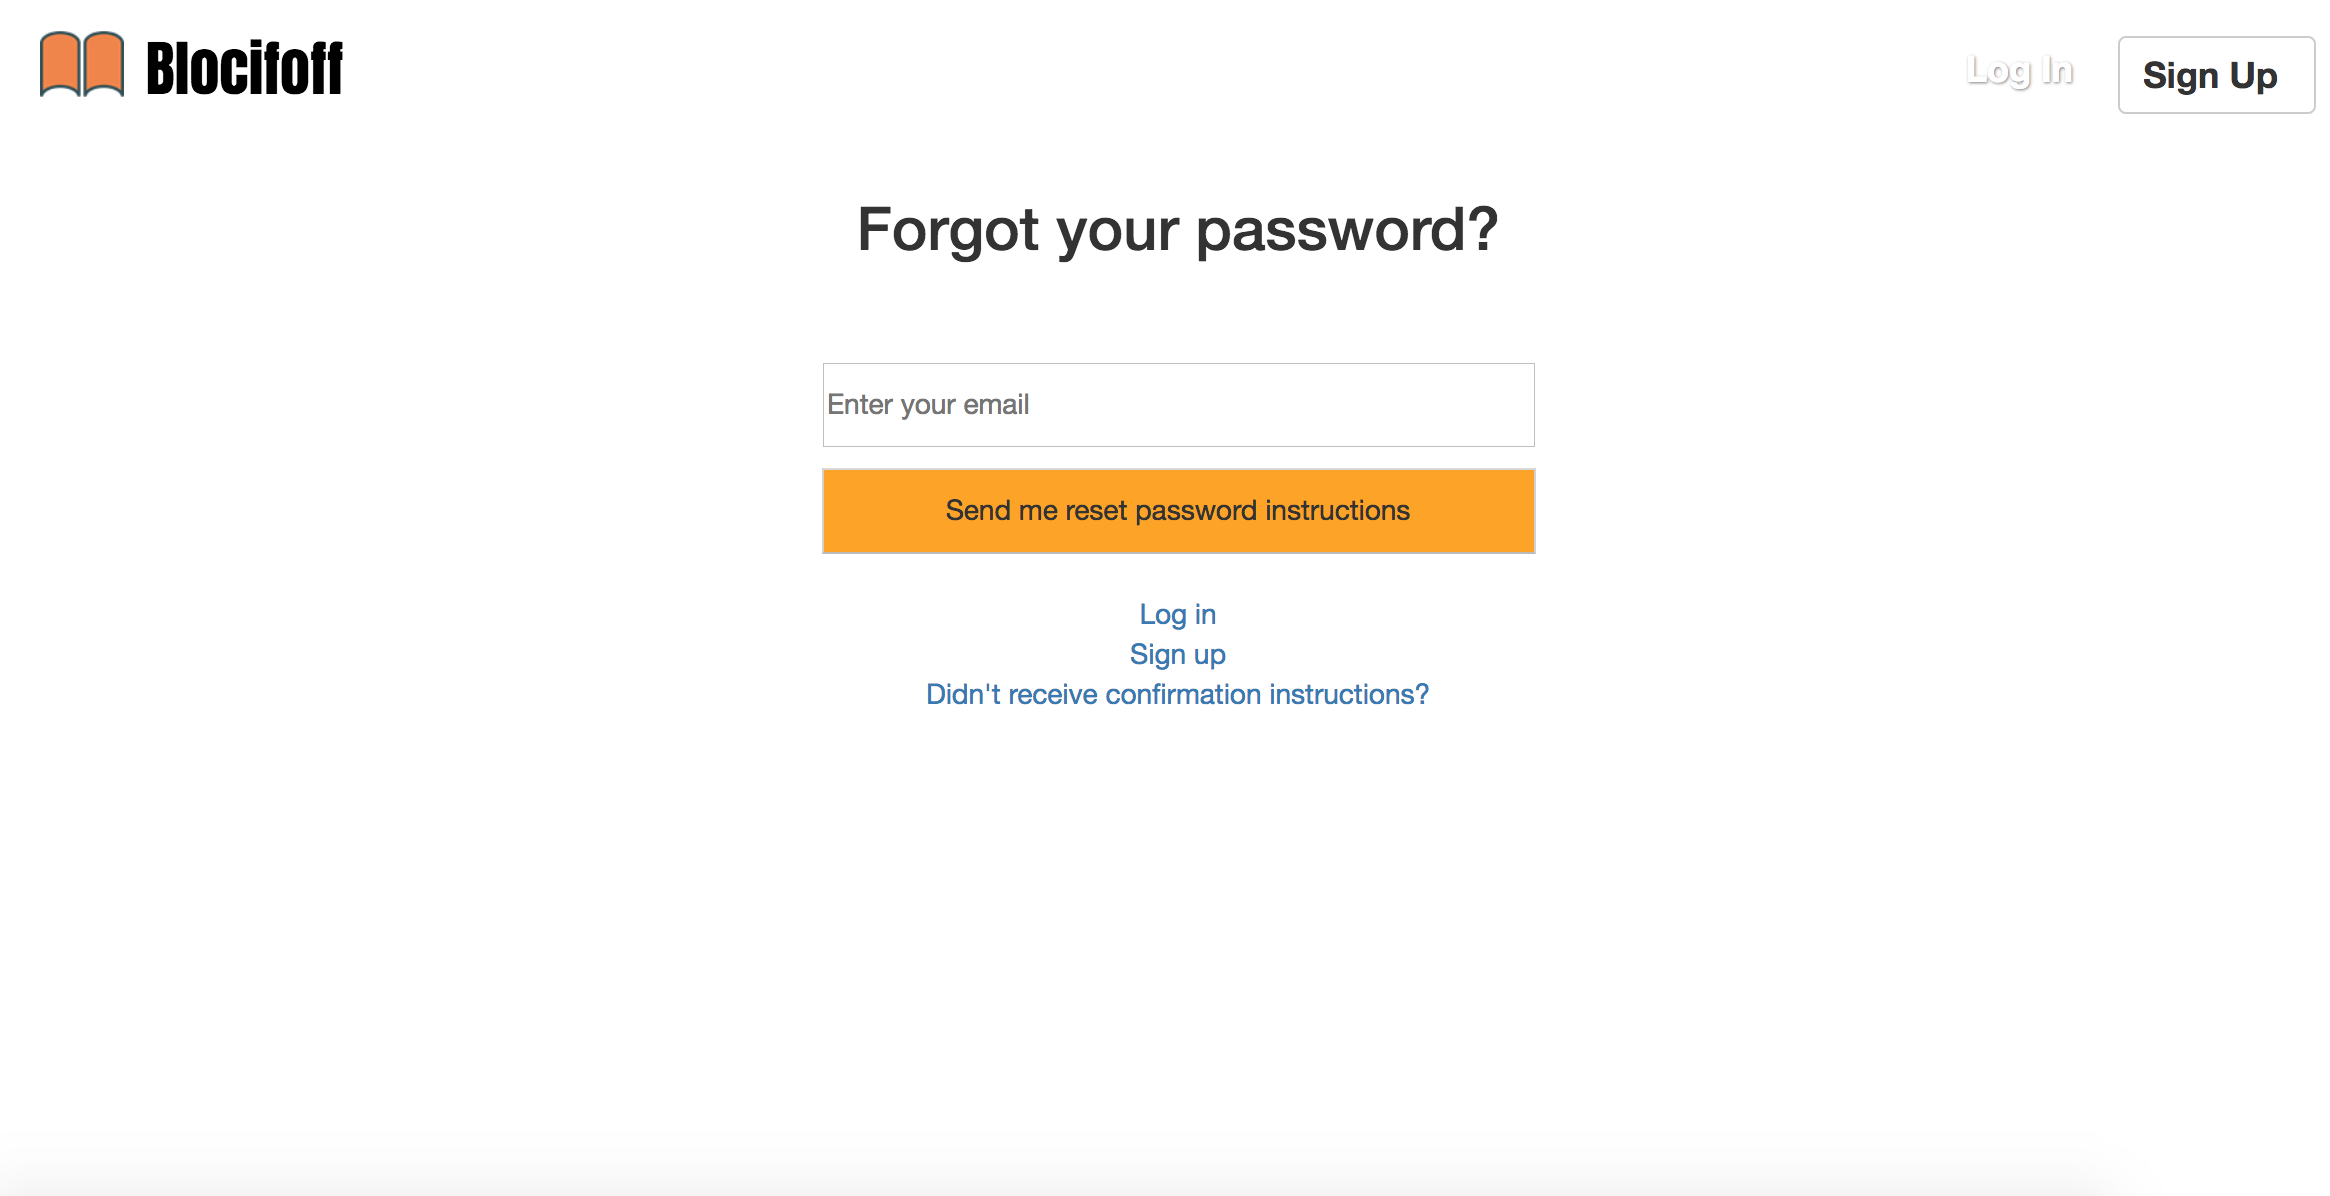 Blocifoff
Log In
Sign Up
Forgot your password?
Enter your email
Send me reset password instructions
Log in
Sign up
Didn't receive confirmation instructions?